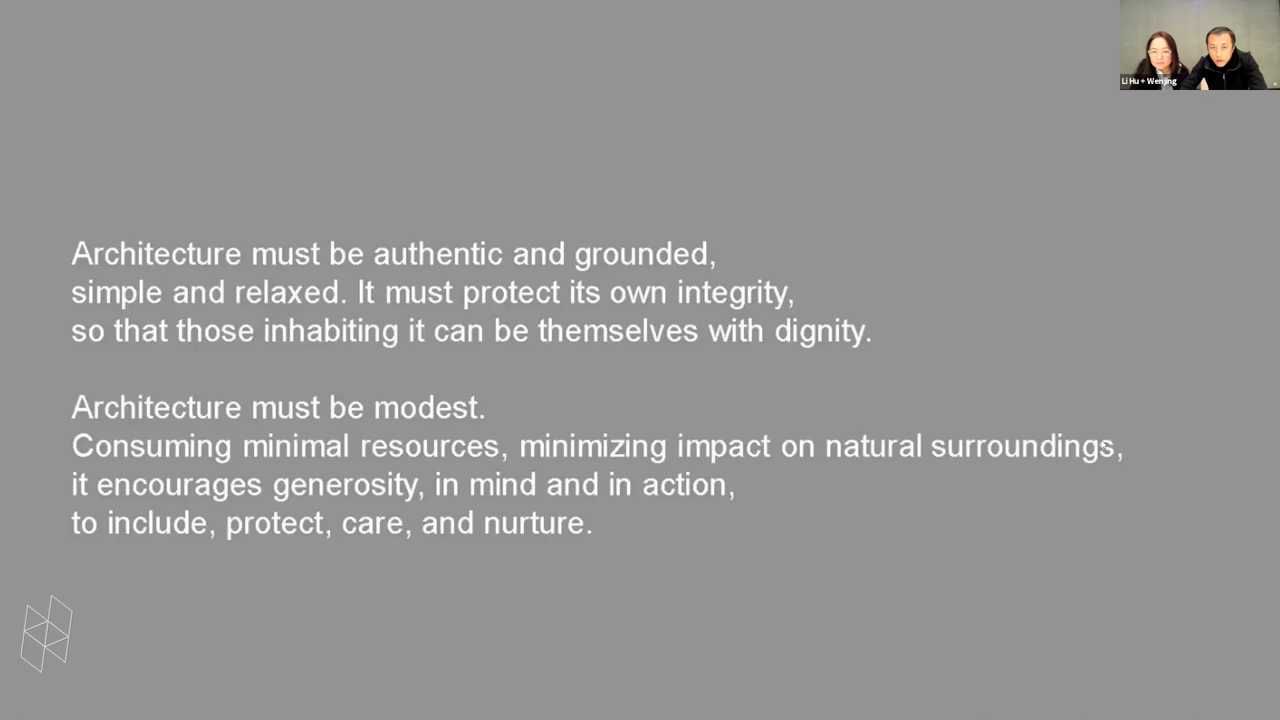 Li Hu + Wenjing
Architecture must be authentic and grounded,
simple and relaxed. It must protect its own integrity,
so that those inhabiting it can be themselves with dignity.
Architecture must be modest.
Consuming minimal resources, minimizing impact on natural surroundings,
it encourages generosity, in mind and in action,
to include, protect, care, and nurture.